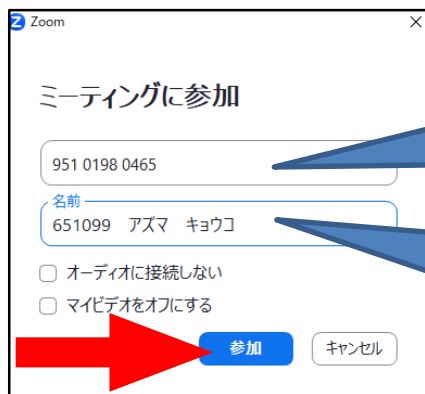 Zoom
ミーティングに参加
951 0198 0465
名前
651099　アズマ　キョウコ
オーディオに接続しない
マイビデオをオフにする
参加 キャンセル